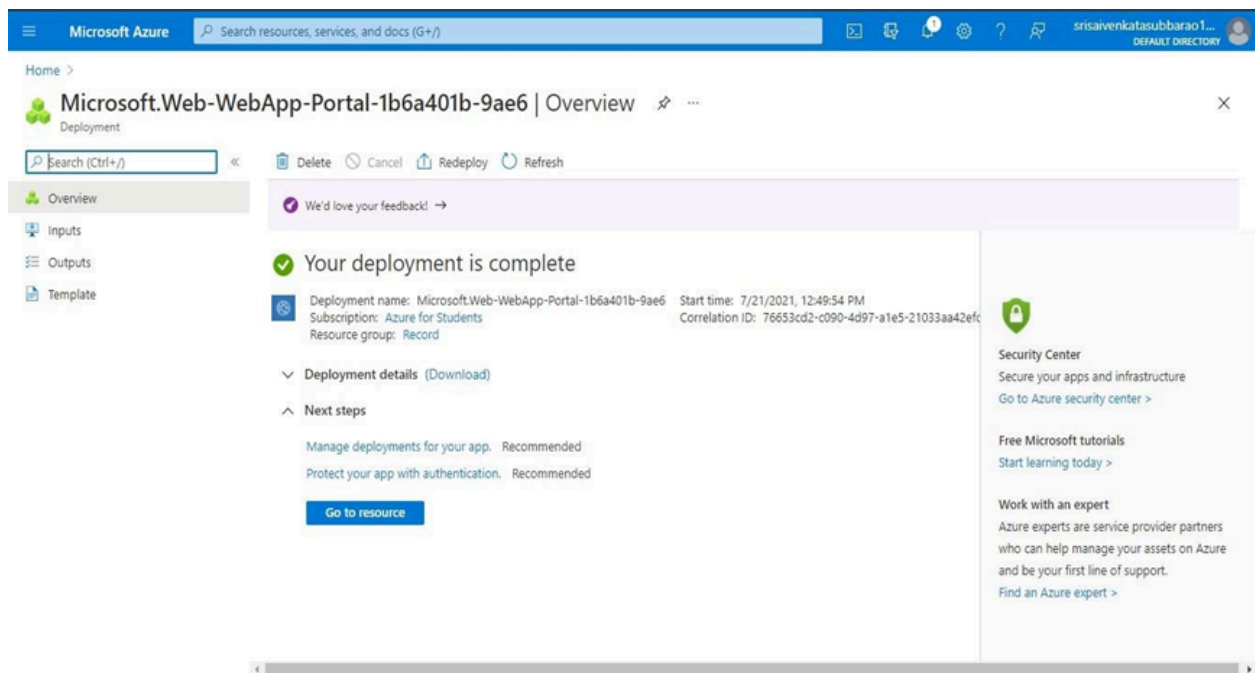 Microsoft Azure
Search resources, services, and docs (G+/)
1
srisaivenkatasubbarao1...
DEFAULT DIRECTORY
Home >
Microsoft.Web-WebApp-Portal-1b6a401b-9ae6 | Overview
Deployment
Search (Ctrl+/)
Overview
Inputs
Outputs
Template
Delete Cancel Redeploy Refresh
We'd love your feedback! →
Your deployment is complete
Deployment name: Microsoft.Web-WebApp-Portal-1b6a401b-9ae6
Subscription: Azure for Students
Resource group: Record
Start time: 7/21/2021, 12:49:54 PM
Correlation ID: 76653cd2-c090-4d97-a1e5-21033aa42efc
Deployment details (Download)
Next steps
Manage deployments for your app. Recommended
Protect your app with authentication. Recommended
Go to resource
Security Center
Secure your apps and infrastructure
Go to Azure security center >
Free Microsoft tutorials
Start learning today >
Work with an expert
Azure experts are service provider partners
who can help manage your assets on Azure
and be your first line of support.
Find an Azure expert >